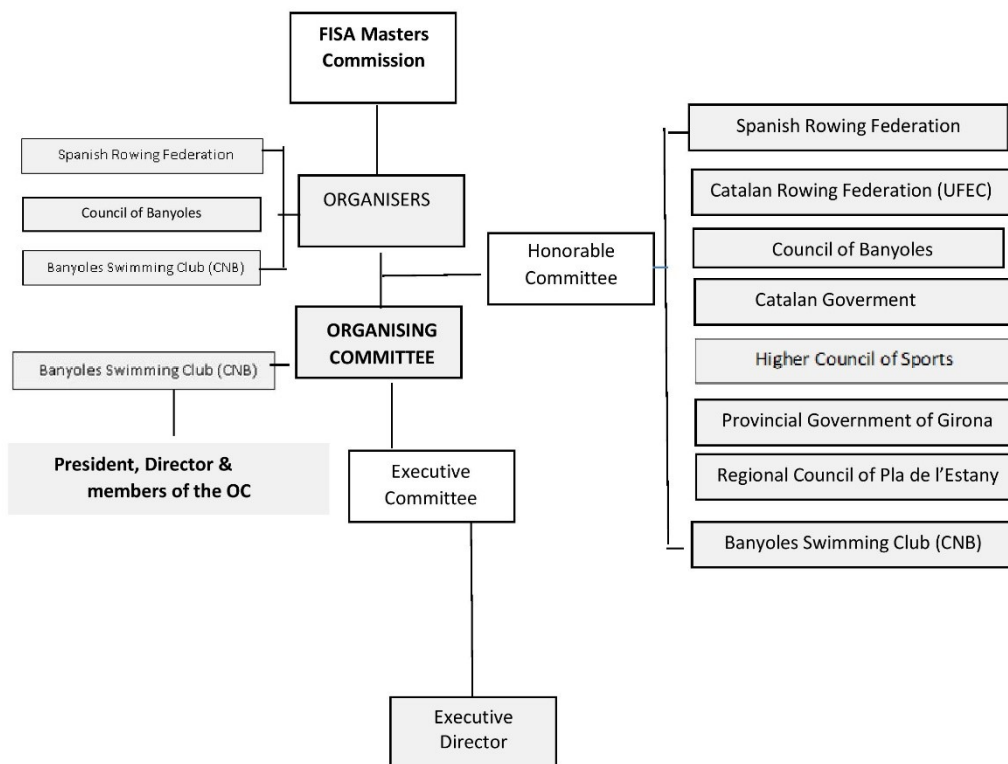 FISA Masters
Commission
Spanish Rowing Federation
Council of Banyoles
Banyoles Swimming Club (CNB)
ORGANISERS
Honorable
Committee
Spanish Rowing Federation
Catalan Rowing Federation (UFEC)
Council of Banyoles
Catalan Goverment
Higher Council of Sports
Provincial Government of Girona
Regional Council of Pla de l’Estany
Banyoles Swimming Club (CNB)
ORGANISING
COMMITTEE
Banyoles Swimming Club (CNB)
President, Director &
members of the OC
Executive
Committee
Executive
Director